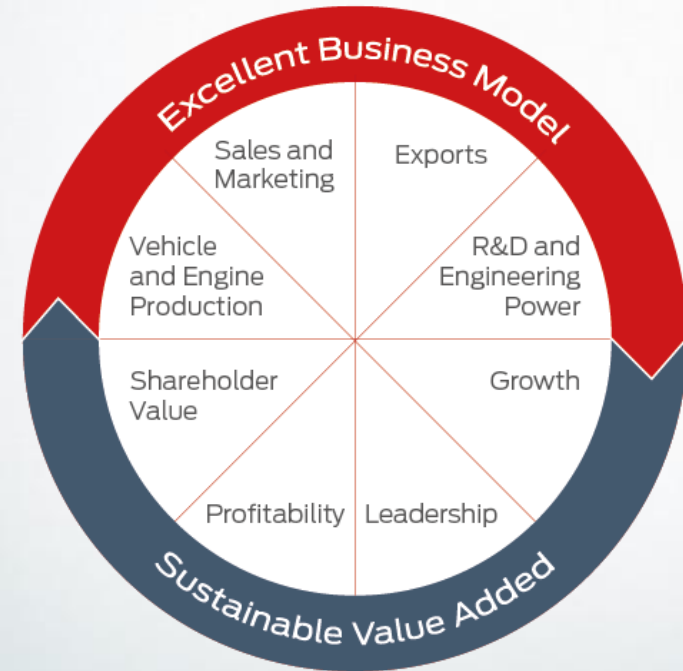 Excellent Business Model
Sales and
Marketing
Exports
Vehicle
and Engine
Production
R&D and
Engineering
Power
Shareholder
Value
Growth
Profitability
Leadership
Sustainable Value Added